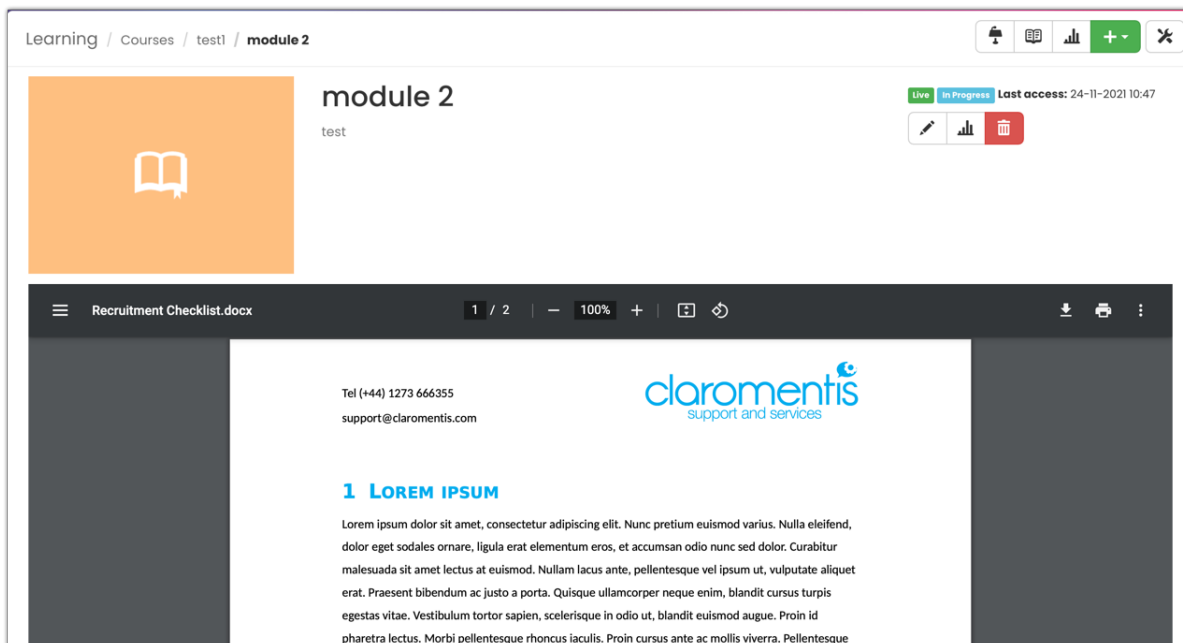 Learning / Courses / test1 / module 2
module 2
test
Live In Progress Last access: 24-11-2021 10:47
Recruitment Checklist.docx 1 / 2 100%
Tel (+44) 1273 666355
support@claromentis.com
claromentis
support and services
1 LOREM IPSUM
Lorem ipsum dolor sit amet, consectetur adipiscing elit. Nunc pretium euismod varius. Nulla eleifend,
dolor eget sodales ornare, ligula erat elementum eros, et accumsan odio nunc sed dolor. Curabitur
malesuada sit amet lectus at euismod. Nullam lacus ante, pellentesque vel ipsum ut, vulputate aliquet
erat. Praesent bibendum ac justo a porta. Quisque ullamcorper neque enim, blandit cursus turpis
egestas vitae. Vestibulum tortor sapien, scelerisque in odio ut, blandit euismod augue. Proin id
pharetra lectus. Morbi pellentesque rhoncus iaculis. Proin cursus ante ac mollis viverra. Pellentesque